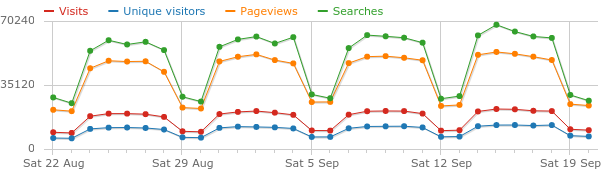 Visits Unique visitors Pageviews Searches
70240
35120
0
Sat 22 Aug Sat 29 Aug Sat 5 Sep Sat 12 Sep Sat 19 Sep